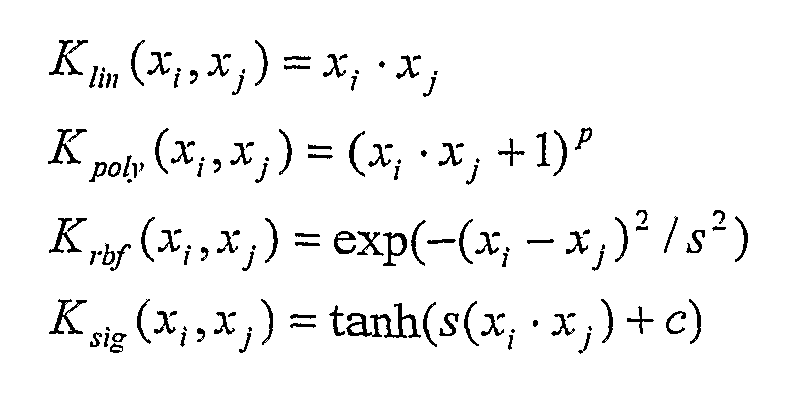 K_lin(x_i, x_j) = x_i · x_j
K_poly(x_i, x_j) = (x_i · x_j + 1)^p
K_rbf(x_i, x_j) = exp(−(x_i − x_j)^2 / s^2)
K_sig(x_i, x_j) = tanh(s(x_i · x_j) + c)